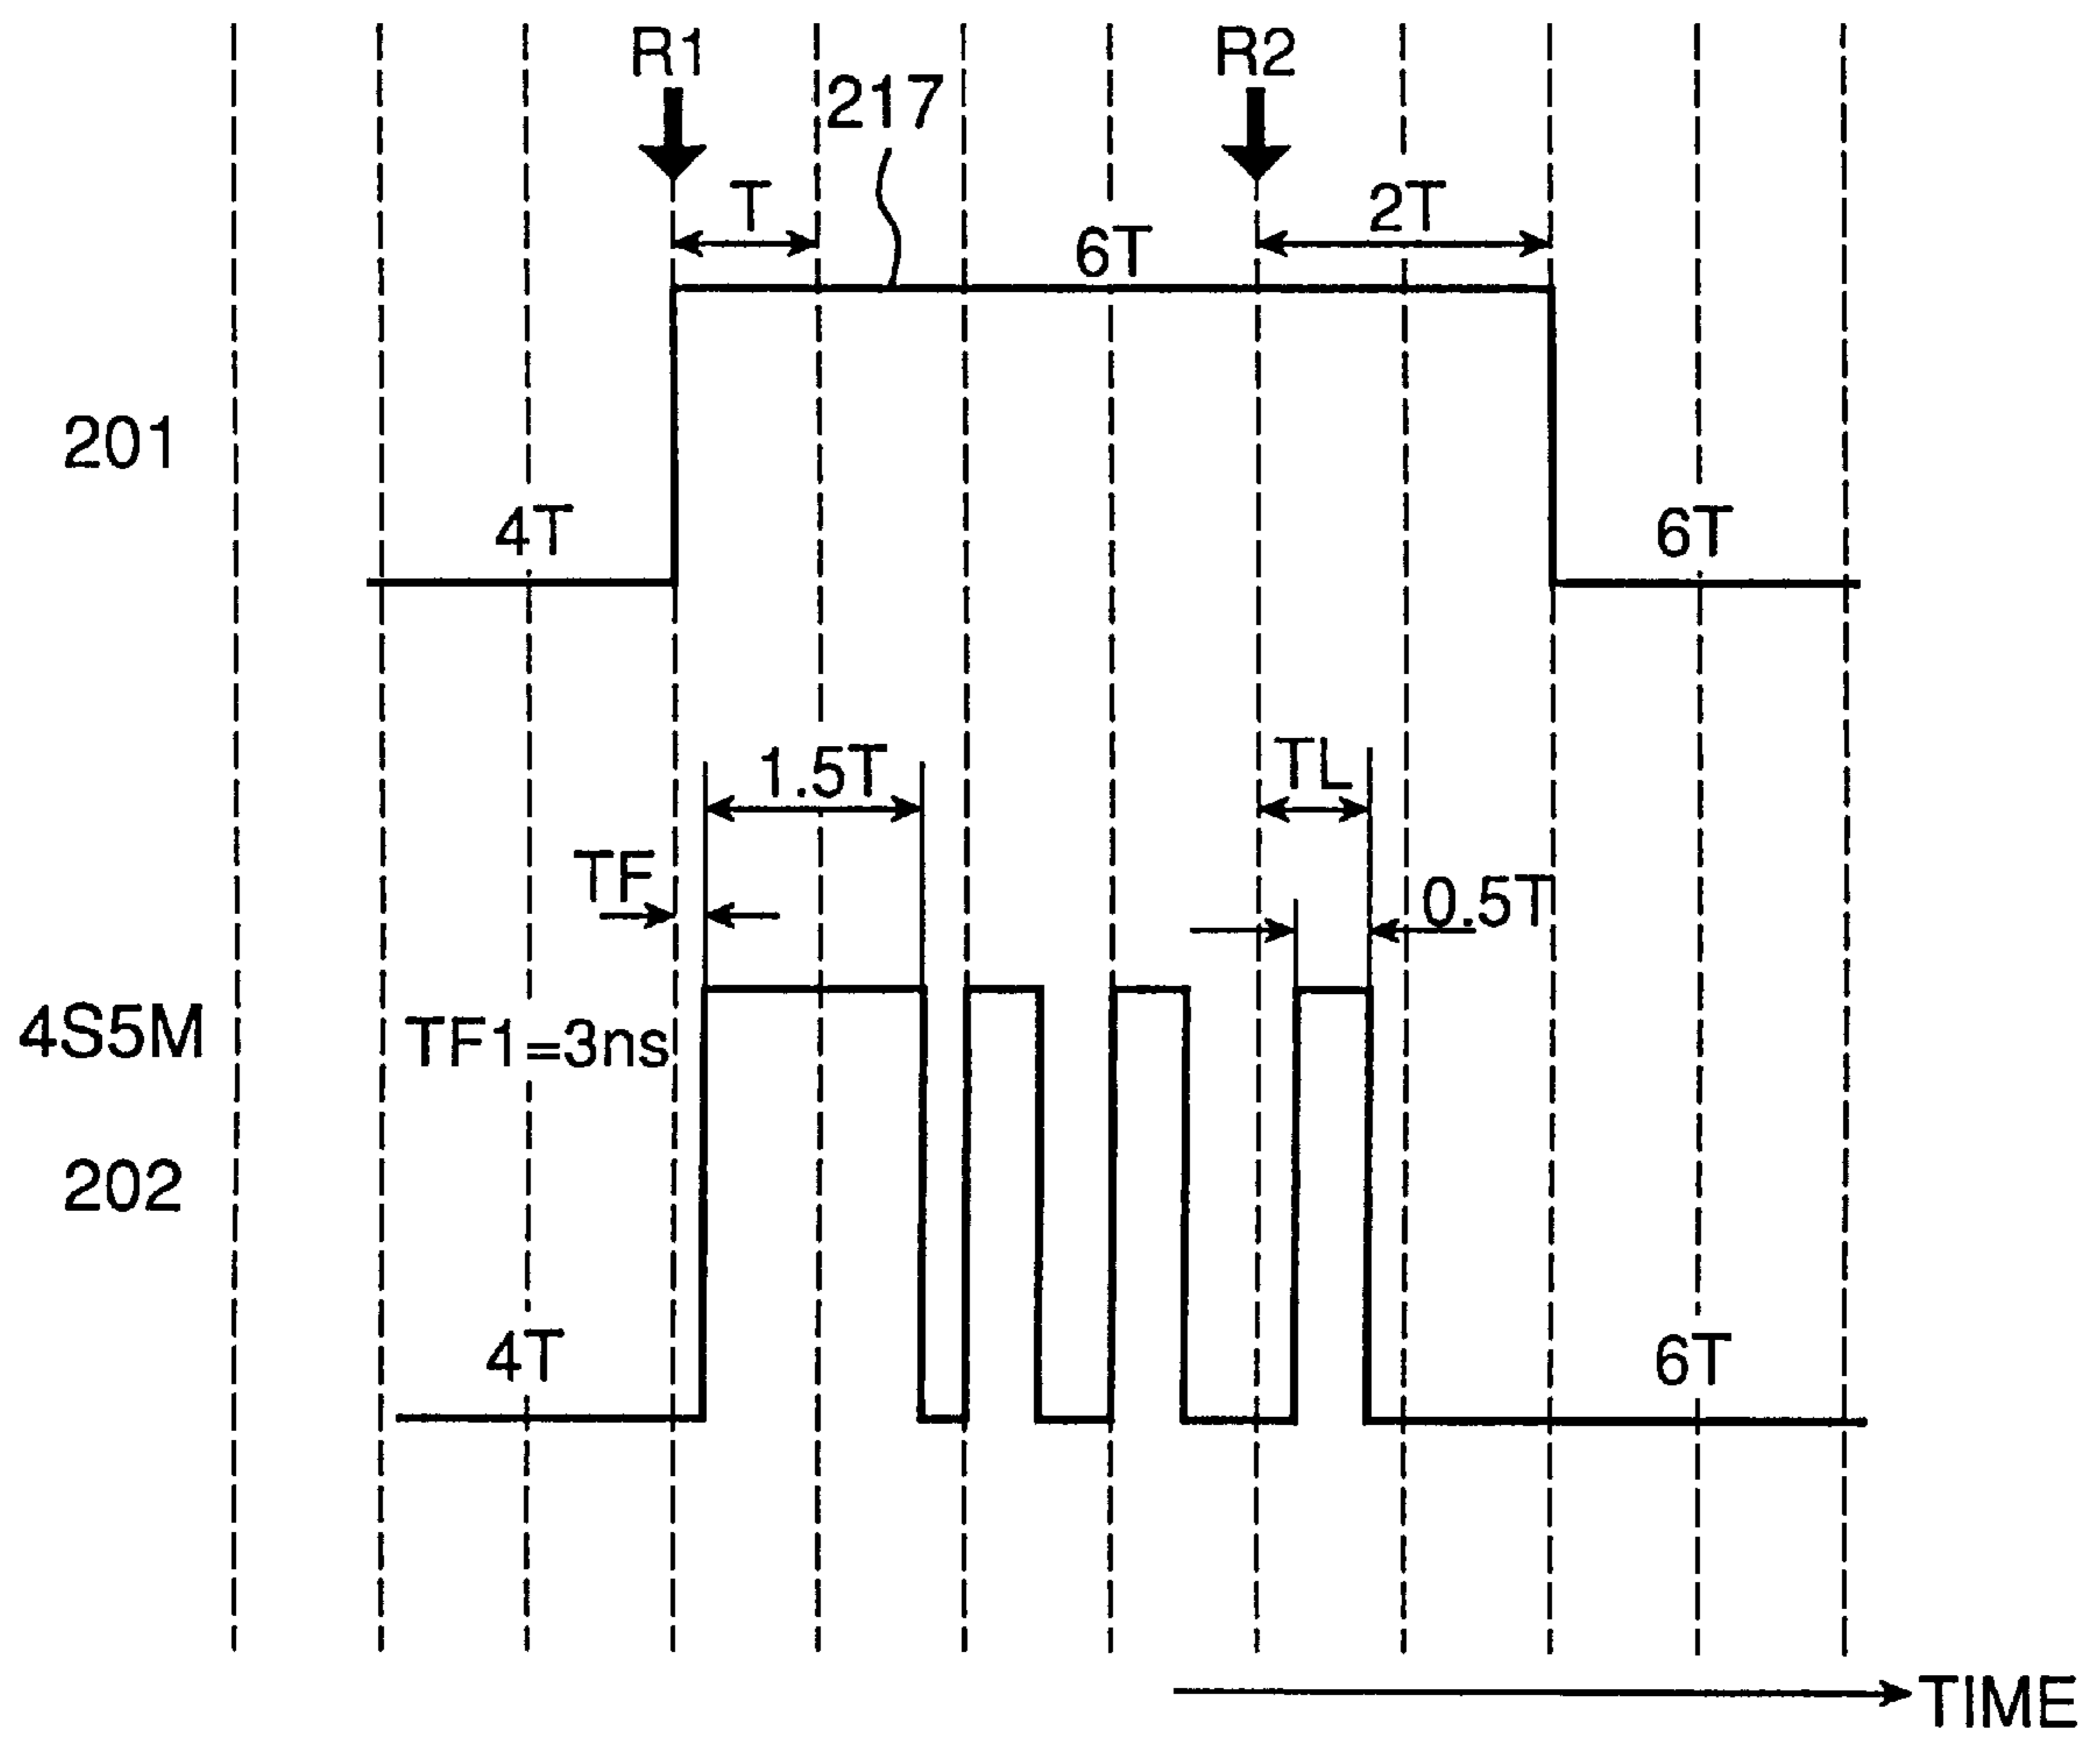 R1
R2
217
T
2T
6T
201
4T
6T
1.5T
TL
TF
0.5T
4S5M
TF1=3ns
202
4T
6T
TIME